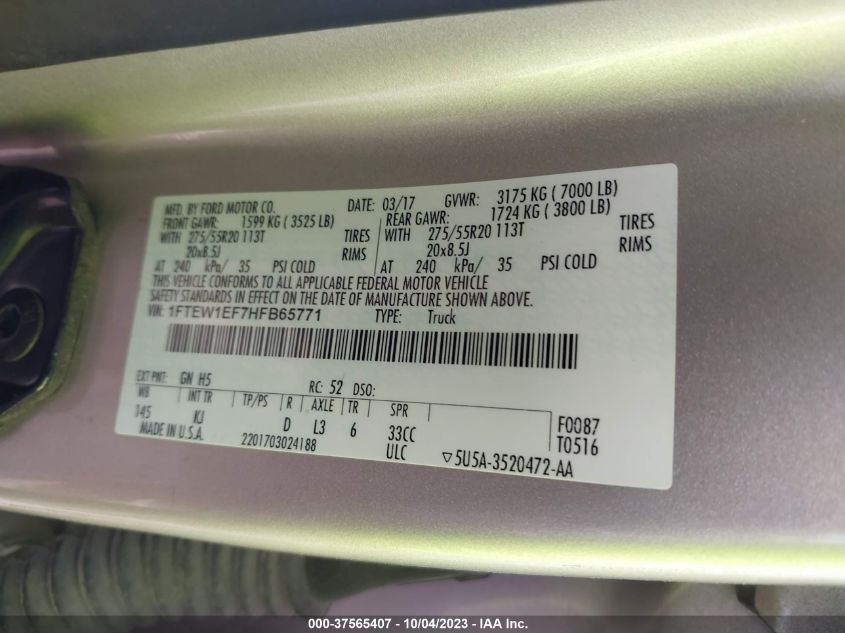 MFD. BY FORD MOTOR CO. DATE: 03/17 GVWR: 3175 KG ( 7000 LB)
FRONT GAWR: 1599 KG ( 3525 LB) REAR GAWR: 1724 KG ( 3800 LB)
WITH 275/55R20 113T TIRES WITH 275/55R20 113T TIRES
20x8.5J RIMS 20x8.5J RIMS
AT 240 kPa/ 35 PSI COLD AT 240 kPa/ 35 PSI COLD
THIS VEHICLE CONFORMS TO ALL APPLICABLE FEDERAL MOTOR VEHICLE
SAFETY STANDARDS IN EFFECT ON THE DATE OF MANUFACTURE SHOWN ABOVE.
VIN: 1FTEW1EF7HFB65771 TYPE: Truck
EXT PNT: GN H5 RC: 52 DSO:
WB INT TR TP/PS R AXLE TR SPR
145 KJ D L3 6 33CC F0087
MADE IN U.S.A. 2201703024188 ULC ▽5U5A-3520472-AA T0516
000-37565407 - 10/04/2023 - IAA Inc.